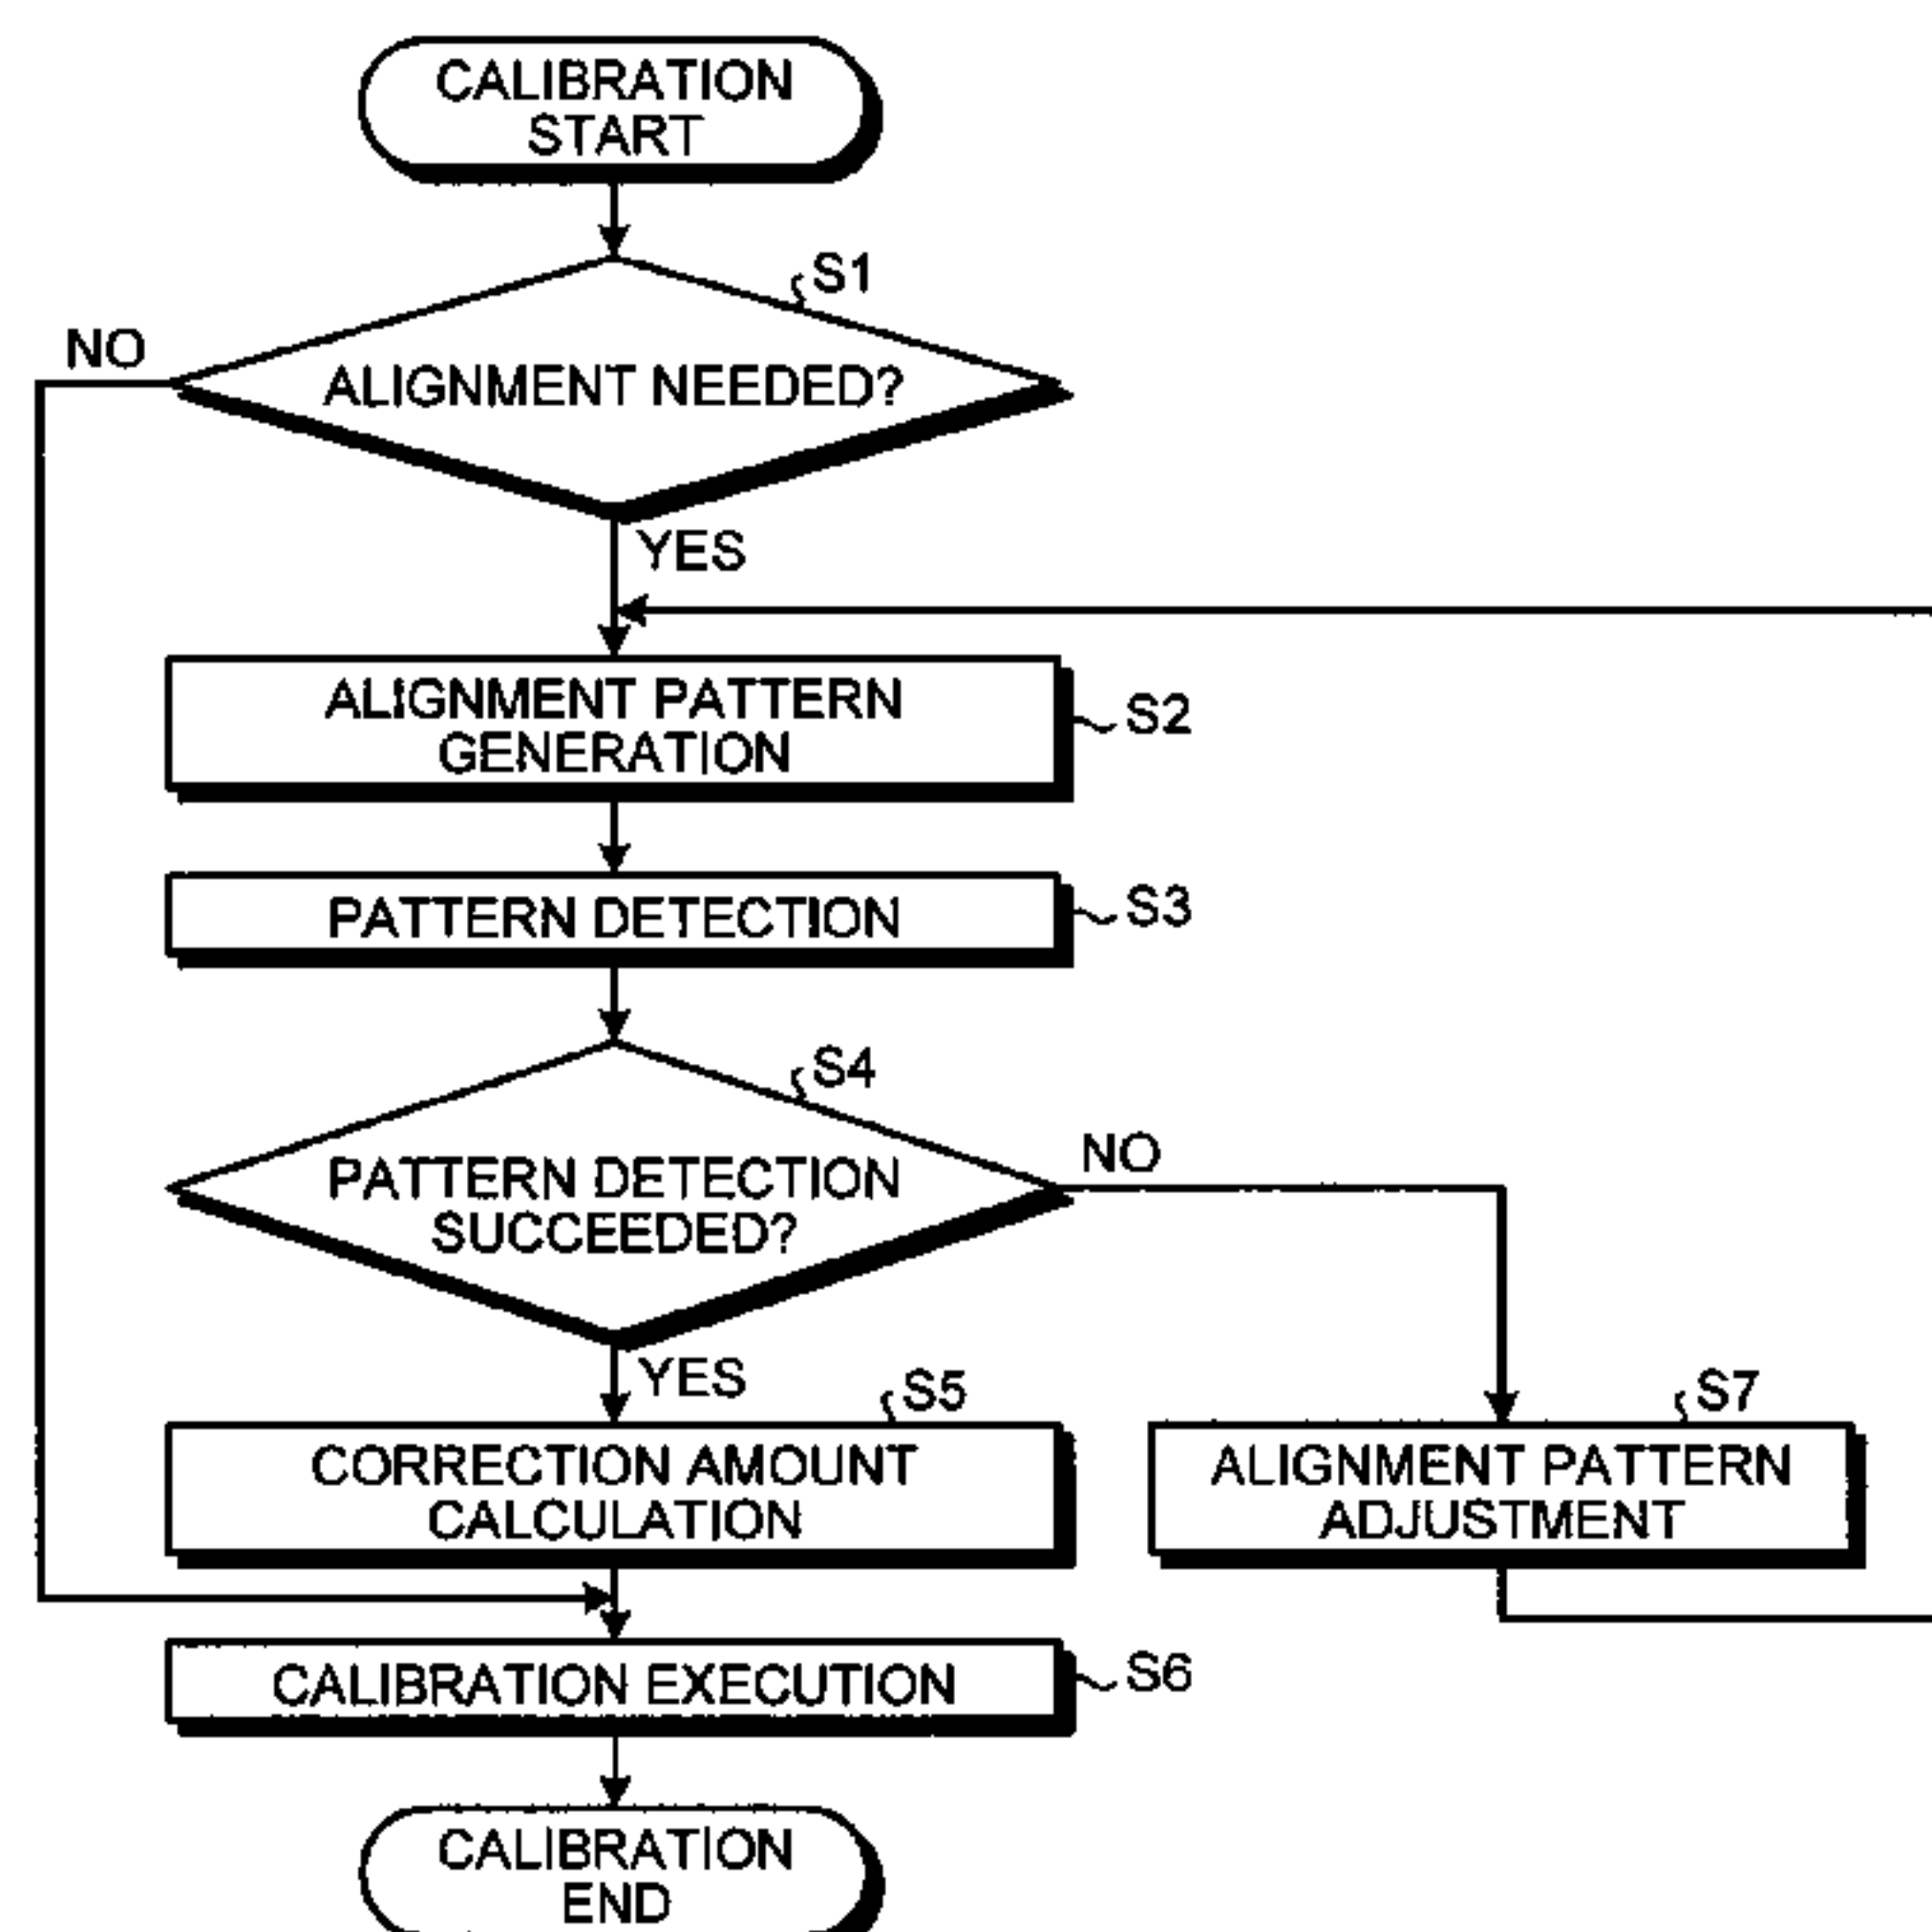 CALIBRATION
START
S1
NO
ALIGNMENT NEEDED?
YES
ALIGNMENT PATTERN
GENERATION
S2
PATTERN DETECTION
S3
S4
PATTERN DETECTION
SUCCEEDED?
NO
YES
S5
CORRECTION AMOUNT
CALCULATION
S7
ALIGNMENT PATTERN
ADJUSTMENT
CALIBRATION EXECUTION
S6
CALIBRATION
END